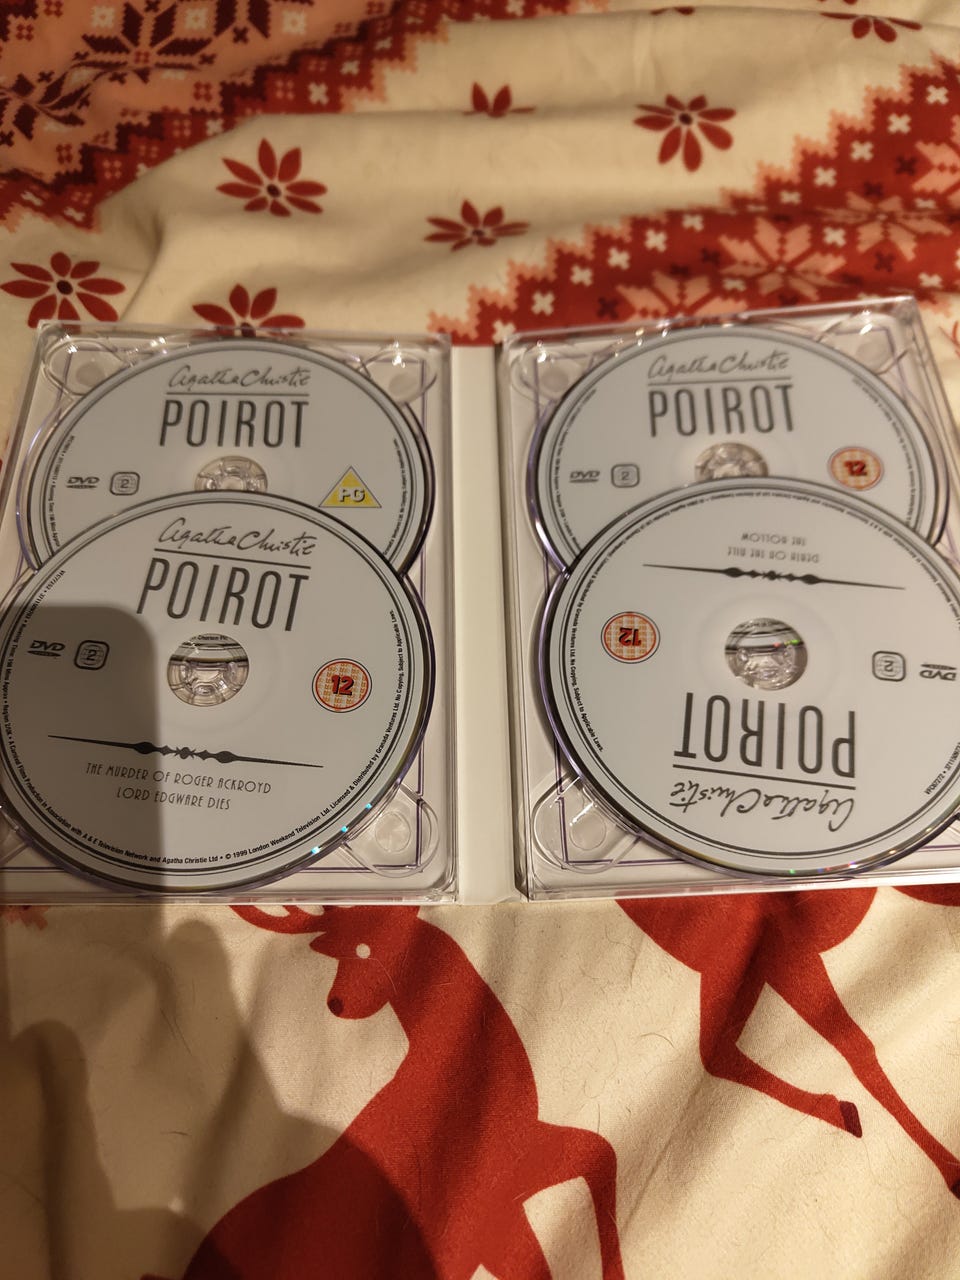 Agatha Christie
POIROT
DVD
2
PG
Agatha Christie
POIROT
DVD
2
12
THE MURDER OF ROGER ACKROYD
LORD EDGWARE DIES
A Carnival Films Production in Association with A & E Television Network and Agatha Christie Ltd • © 1999 London Weekend Television Ltd. Licensed & Distributed by Granada Ventures Ltd. No Copying. Subject to Applicable Laws.
Agatha Christie
POIROT
DVD
2
12
Agatha Christie
POIROT
DVD
2
12
DEATH ON THE NILE
THE HOLLOW